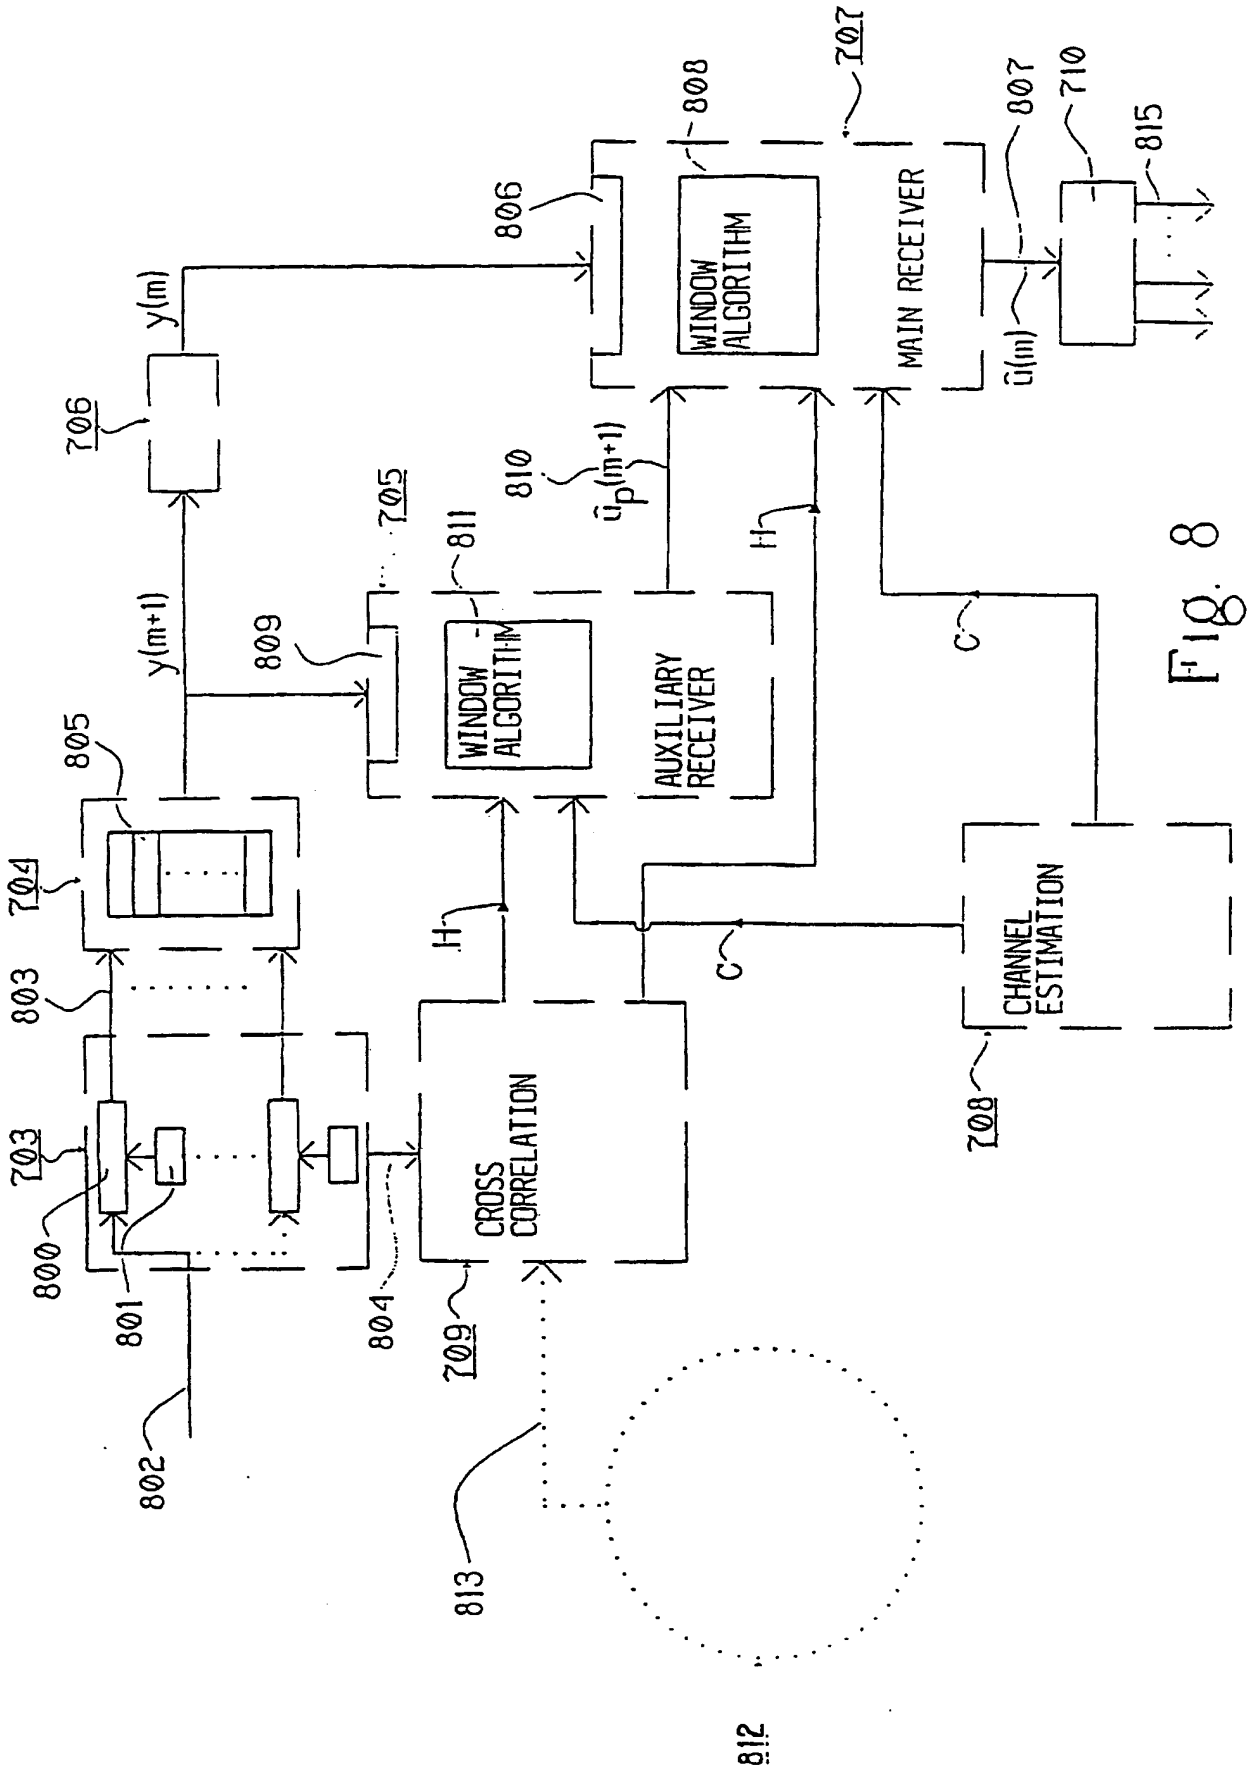 802
801
800
703
803
704
805
y(m+1)
706
y(m)
804
709
CROSS
CORRELATION
H
809
705
WINDOW
ALGORITHM
811
AUXILIARY
RECEIVER
810
û_p(m+1)
806
WINDOW
ALGORITHM
808
MAIN RECEIVER
707
H
C
C
813
812
708
CHANNEL
ESTIMATION
û(m)
807
710
815
Fig. 8